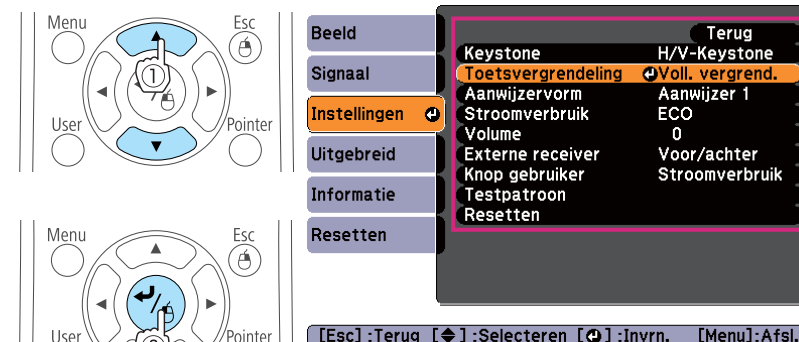 Menu
Esc
1
User
Pointer
Menu
Esc
User
Pointer
Beeld
Signaal
Instellingen
Uitgebreid
Informatie
Resetten
Terug
Keystone H/V-Keystone
Toetsvergrendeling Voll. vergrend.
Aanwijzervorm Aanwijzer 1
Stroomverbruik ECO
Volume 0
Externe receiver Voor/achter
Knop gebruiker Stroomverbruik
Testpatroon
Resetten
[Esc] :Terug [◆] :Selecteren [⏎] :Invrn. [Menu]:Afsl.